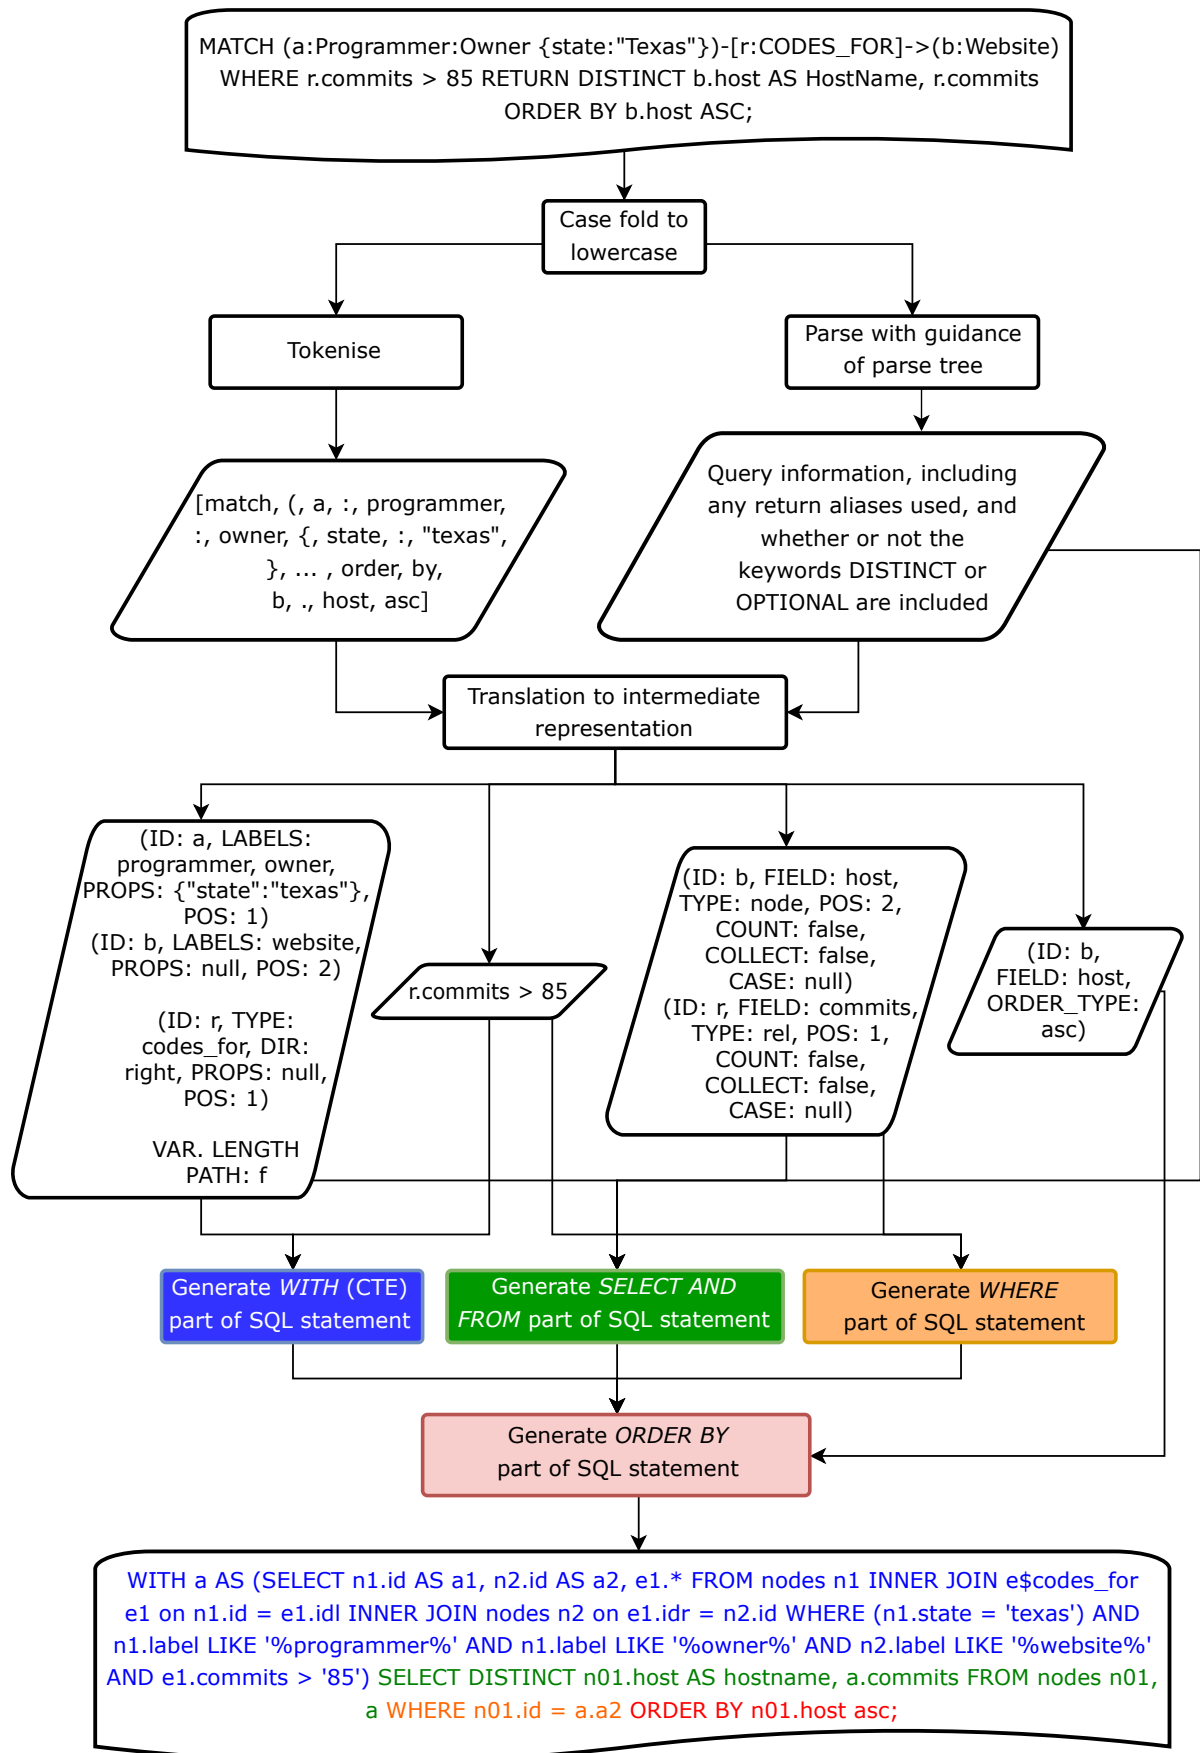 MATCH (a:Programmer:Owner {state:"Texas"})-[r:CODES_FOR]->(b:Website)
WHERE r.commits > 85 RETURN DISTINCT b.host AS HostName, r.commits
ORDER BY b.host ASC;
Case fold to
lowercase
Tokenise
Parse with guidance
of parse tree
[match, (, a, :, programmer,
:, owner, {, state, :, "texas",
}, ... , order, by,
b, ., host, asc]
Query information, including
any return aliases used, and
whether or not the
keywords DISTINCT or
OPTIONAL are included
Translation to intermediate
representation
(ID: a, LABELS:
programmer, owner,
PROPS: {"state":"texas"},
POS: 1)
(ID: b, LABELS: website,
PROPS: null, POS: 2)
(ID: r, TYPE:
codes_for, DIR:
right, PROPS: null,
POS: 1)
VAR. LENGTH
PATH: f
r.commits > 85
(ID: b, FIELD: host,
TYPE: node, POS: 2,
COUNT: false,
COLLECT: false,
CASE: null)
(ID: r, FIELD: commits,
TYPE: rel, POS: 1,
COUNT: false,
COLLECT: false,
CASE: null)
(ID: b,
FIELD: host,
ORDER_TYPE:
asc)
Generate WITH (CTE)
part of SQL statement
Generate SELECT AND
FROM part of SQL statement
Generate WHERE
part of SQL statement
Generate ORDER BY
part of SQL statement
WITH a AS (SELECT n1.id AS a1, n2.id AS a2, e1.* FROM nodes n1 INNER JOIN e$codes_for
e1 on n1.id = e1.idl INNER JOIN nodes n2 on e1.idr = n2.id WHERE (n1.state = 'texas') AND
n1.label LIKE '%programmer%' AND n1.label LIKE '%owner%' AND n2.label LIKE '%website%'
AND e1.commits > '85') SELECT DISTINCT n01.host AS hostname, a.commits FROM nodes n01,
a WHERE n01.id = a.a2 ORDER BY n01.host asc;